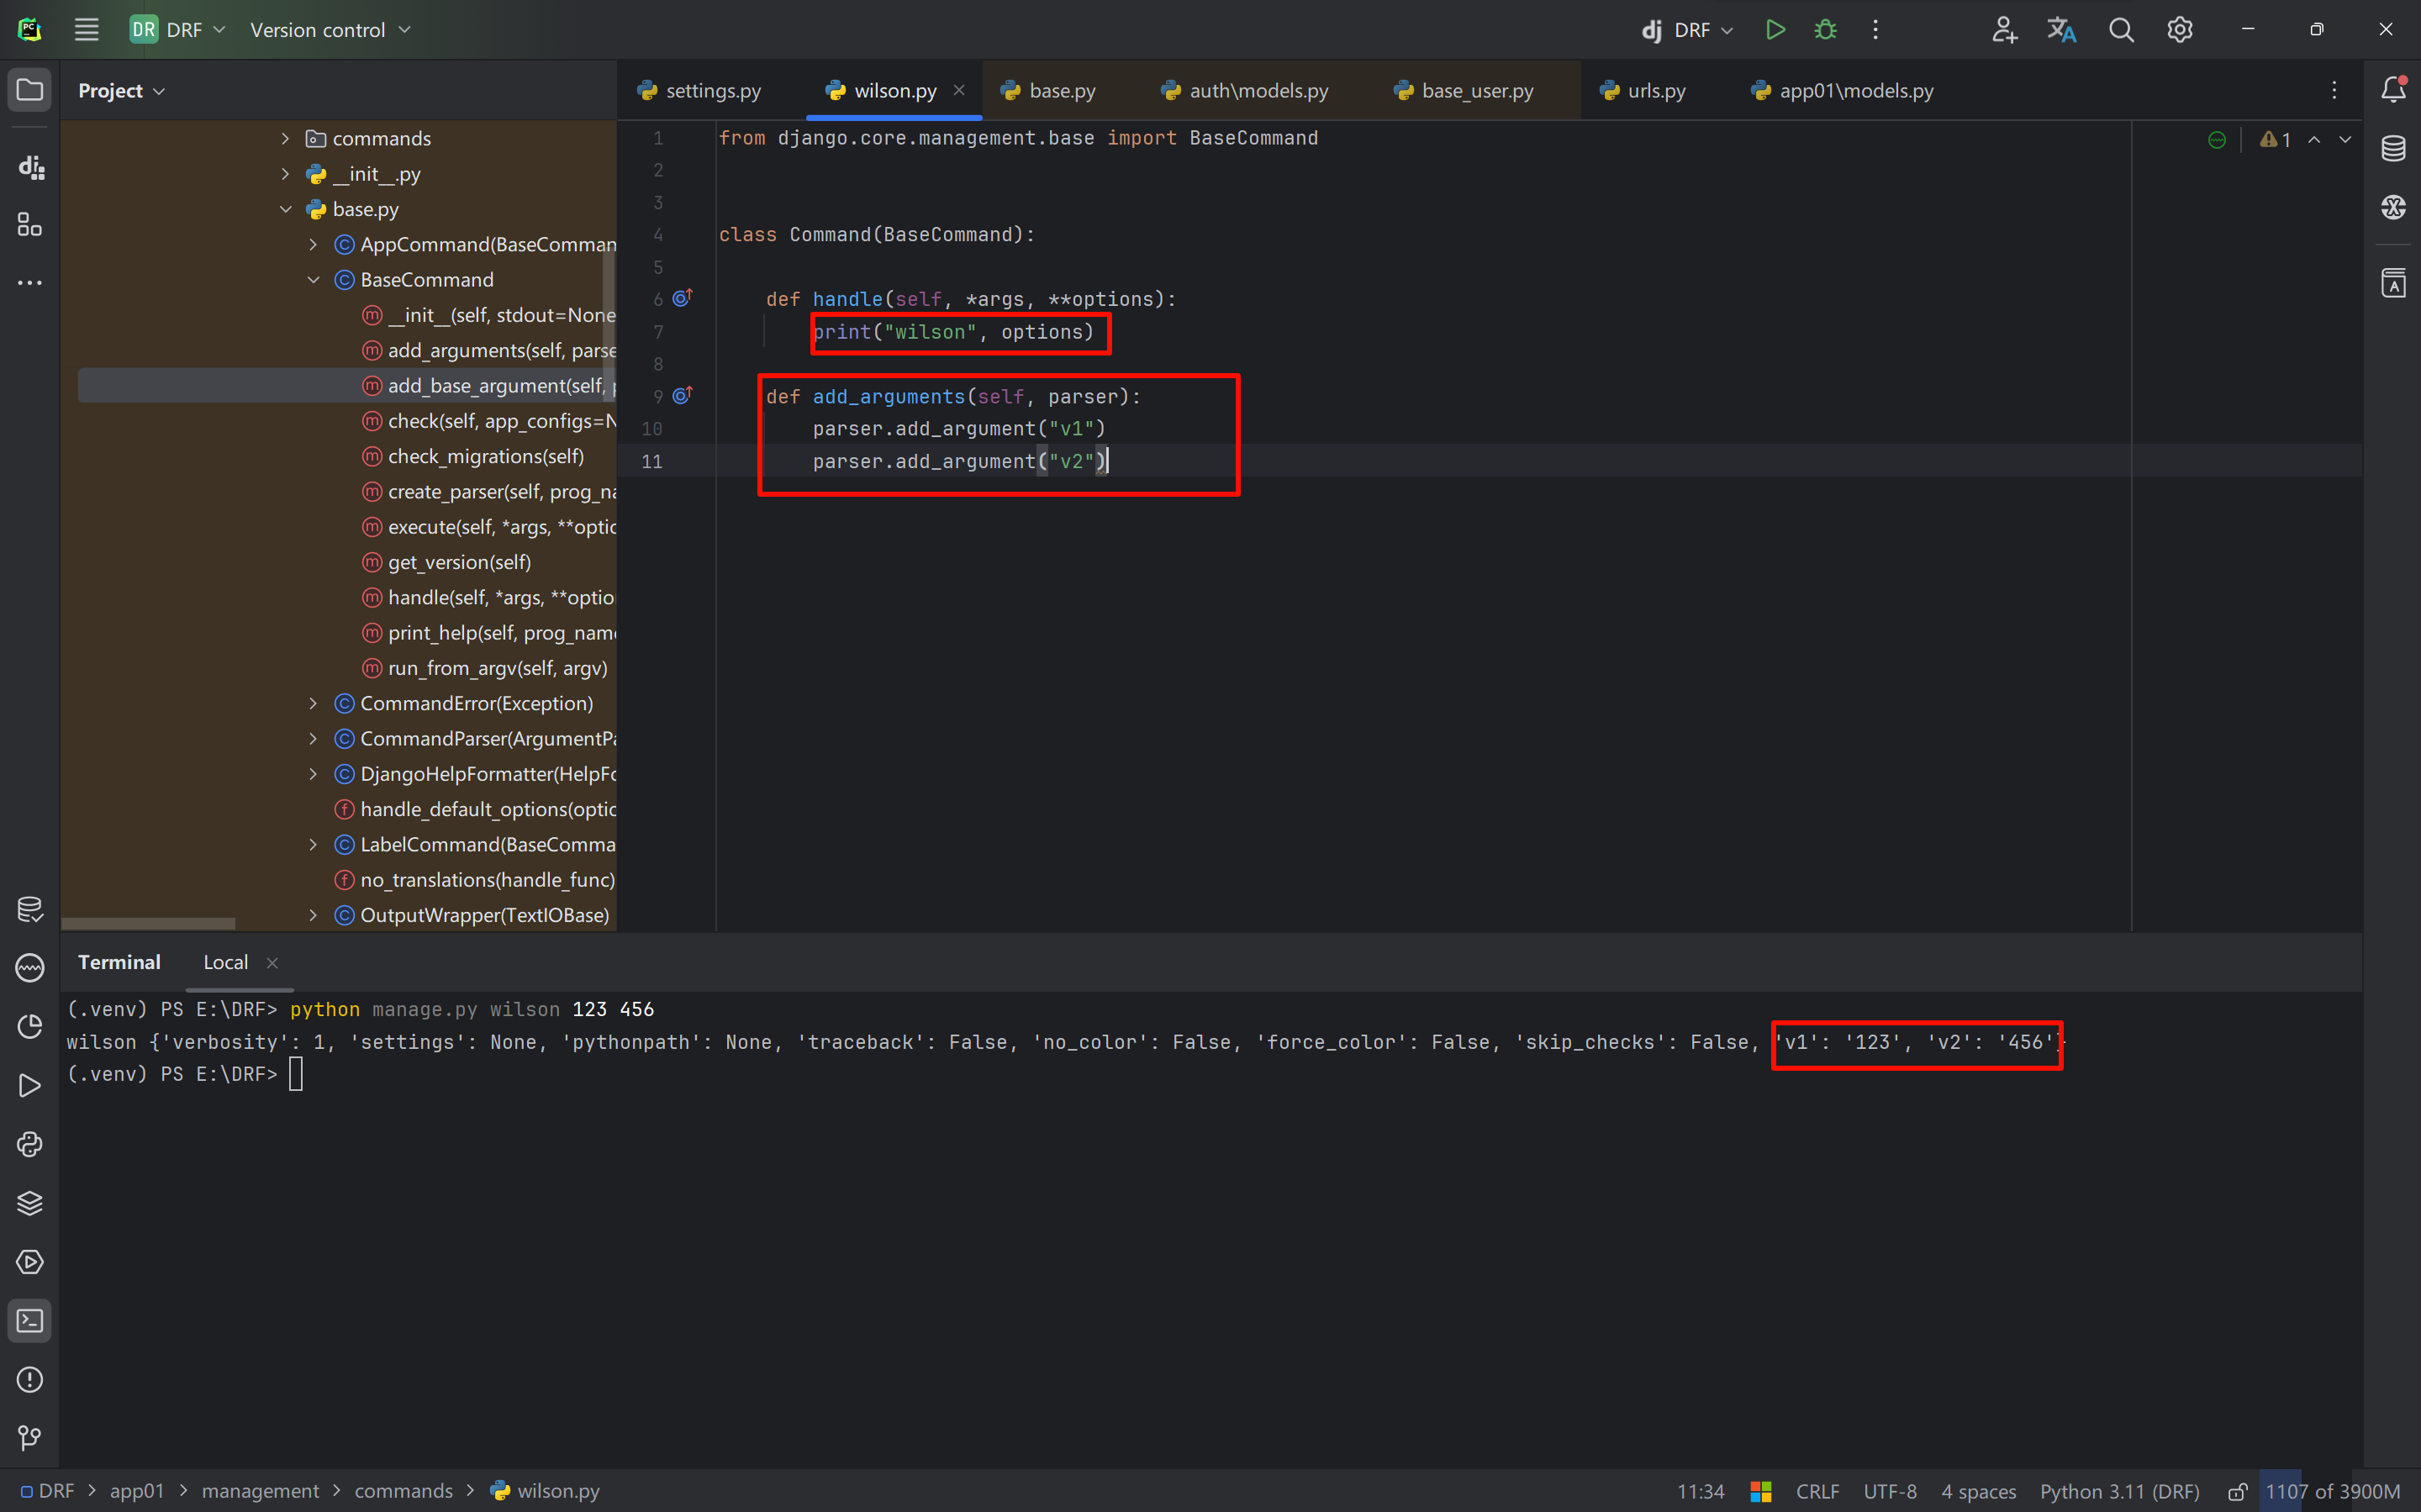 DR DRF Version control DRF
Project
settings.py wilson.py base.py auth\models.py base_user.py urls.py app01\models.py
commands
__init__.py
base.py
AppCommand(BaseComman
BaseCommand
__init__(self, stdout=None
add_arguments(self, parse
add_base_argument(self, p
check(self, app_configs=N
check_migrations(self)
create_parser(self, prog_na
execute(self, *args, **optio
get_version(self)
handle(self, *args, **optio
print_help(self, prog_name
run_from_argv(self, argv)
CommandError(Exception)
CommandParser(ArgumentPa
DjangoHelpFormatter(HelpFo
handle_default_options(optio
LabelCommand(BaseComma
no_translations(handle_func)
OutputWrapper(TextIOBase)
1 from django.core.management.base import BaseCommand
2
3
4 class Command(BaseCommand):
5
6 def handle(self, *args, **options):
7 print("wilson", options)
8
9 def add_arguments(self, parser):
10 parser.add_argument("v1")
11 parser.add_argument("v2")
1
Terminal Local
(.venv) PS E:\DRF> python manage.py wilson 123 456
wilson {'verbosity': 1, 'settings': None, 'pythonpath': None, 'traceback': False, 'no_color': False, 'force_color': False, 'skip_checks': False, 'v1': '123', 'v2': '456'}
(.venv) PS E:\DRF>
DRF > app01 > management > commands > wilson.py 11:34 CRLF UTF-8 4 spaces Python 3.11 (DRF) 1107 of 3900M